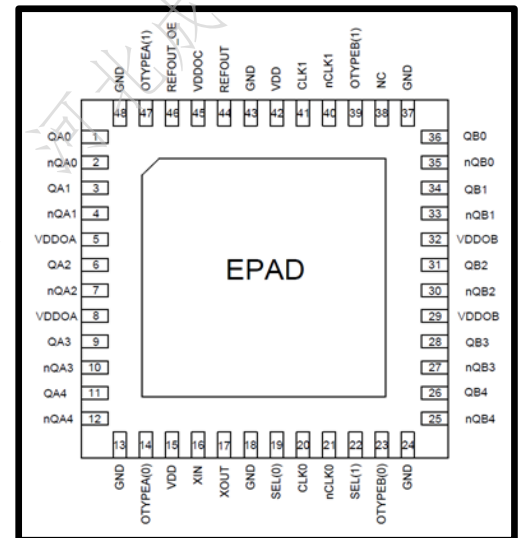 GND
OTYPEA(1)
REFOUT_OE
VDDOC
REFOUT
GND
VDD
CLK1
nCLK1
OTYPEB(1)
NC
GND
48 47 46 45 44 43 42 41 40 39 38 37
QA0 1
nQA0 2
QA1 3
nQA1 4
VDDOA 5
QA2 6
nQA2 7
VDDOA 8
QA3 9
nQA3 10
QA4 11
nQA4 12
EPAD
36 QB0
35 nQB0
34 QB1
33 nQB1
32 VDDOB
31 QB2
30 nQB2
29 VDDOB
28 QB3
27 nQB3
26 QB4
25 nQB4
13 14 15 16 17 18 19 20 21 22 23 24
GND
OTYPEA(0)
VDD
XIN
XOUT
GND
SEL(0)
CLK0
nCLK0
SEL(1)
OTYPEB(0)
GND
河北成